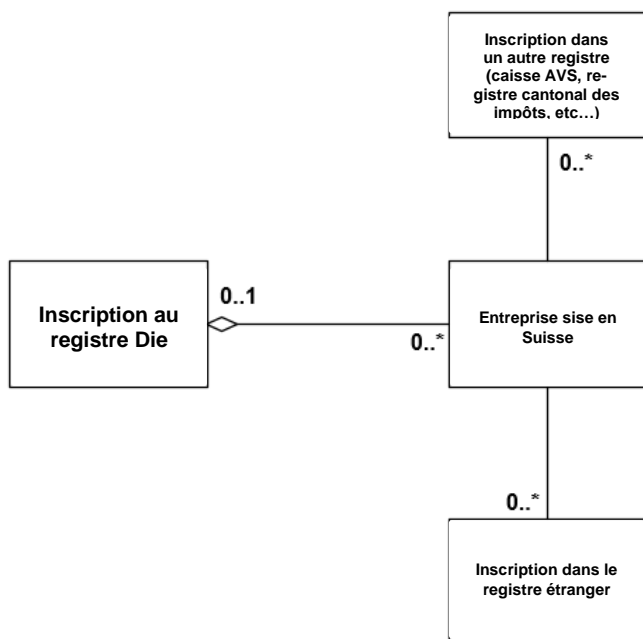 Inscription dans
un autre registre
(caisse AVS, re-
gistre cantonal des
impôts, etc…)
0..*
Inscription au
registre Die
0..1
0..*
Entreprise sise en
Suisse
0..*
Inscription dans le
registre étranger